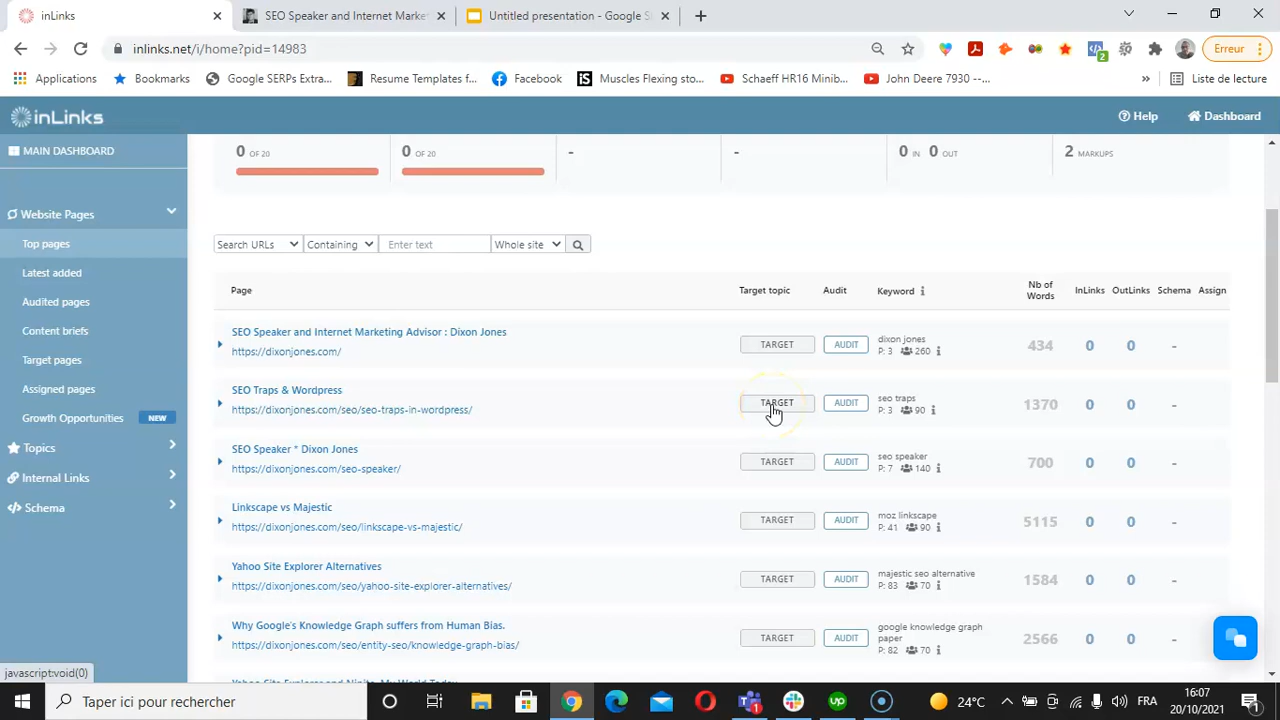 inLinks
SEO Speaker and Internet Market
Untitled presentation - Google S
inlinks.net/i/home?pid=14983
2
Erreur
Applications
Bookmarks
Google SERPs Extra...
Resume Templates f...
Facebook
iS Muscles Flexing sto...
Schaeff HR16 Minib...
John Deere 7930 -...
»
Liste de lecture
inLinks
Help
Dashboard
MAIN DASHBOARD
Website Pages
Top pages
Latest added
Audited pages
Content briefs
Target pages
Assigned pages
Growth Opportunities NEW
Topics
Internal Links
Schema
0 OF 20
0 OF 20
-
-
0 IN 0 OUT
2 MARKUPS
Search URLs Containing Enter text Whole site
Page Target topic Audit Keyword Nb of Words InLinks OutLinks Schema Assign
SEO Speaker and Internet Marketing Advisor : Dixon Jones
https://dixonjones.com/
TARGET AUDIT
dixon jones
P: 3 260
434 0 0 -
SEO Traps & Wordpress
https://dixonjones.com/seo/seo-traps-in-wordpress/
TARGET AUDIT
seo traps
P: 3 90
1370 0 0 -
SEO Speaker * Dixon Jones
https://dixonjones.com/seo-speaker/
TARGET AUDIT
seo speaker
P: 7 140
700 0 0 -
Linkscape vs Majestic
https://dixonjones.com/seo/linkscape-vs-majestic/
TARGET AUDIT
moz linkscape
P: 41 90
5115 0 0 -
Yahoo Site Explorer Alternatives
https://dixonjones.com/seo/yahoo-site-explorer-alternatives/
TARGET AUDIT
majestic seo alternative
P: 83 70
1584 0 0 -
Why Google's Knowledge Graph suffers from Human Bias.
https://dixonjones.com/seo/entity-seo/knowledge-graph-bias/
TARGET AUDIT
google knowledge graph
paper
P: 82 70
2566 0 0 -
javascript:void(0)
Taper ici pour rechercher
24°C
FRA
16:07
20/10/2021
1